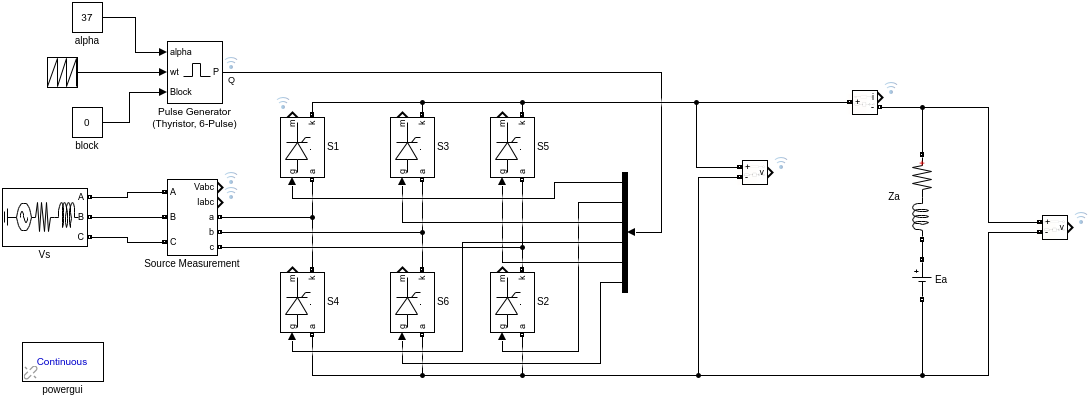 37
alpha
alpha
wt
P
Block
Q
Pulse Generator
(Thyristor, 6-Pulse)
0
block
m k
S1
g a
m k
S3
g a
m k
S5
g a
i
+
-
+
v
-
Za
+
v
-
A
B
C
Vs
A
B
C
Vabc
Iabc
a
b
c
Source Measurement
m k
S4
g a
m k
S6
g a
m k
S2
g a
+
Ea
Continuous
powergui